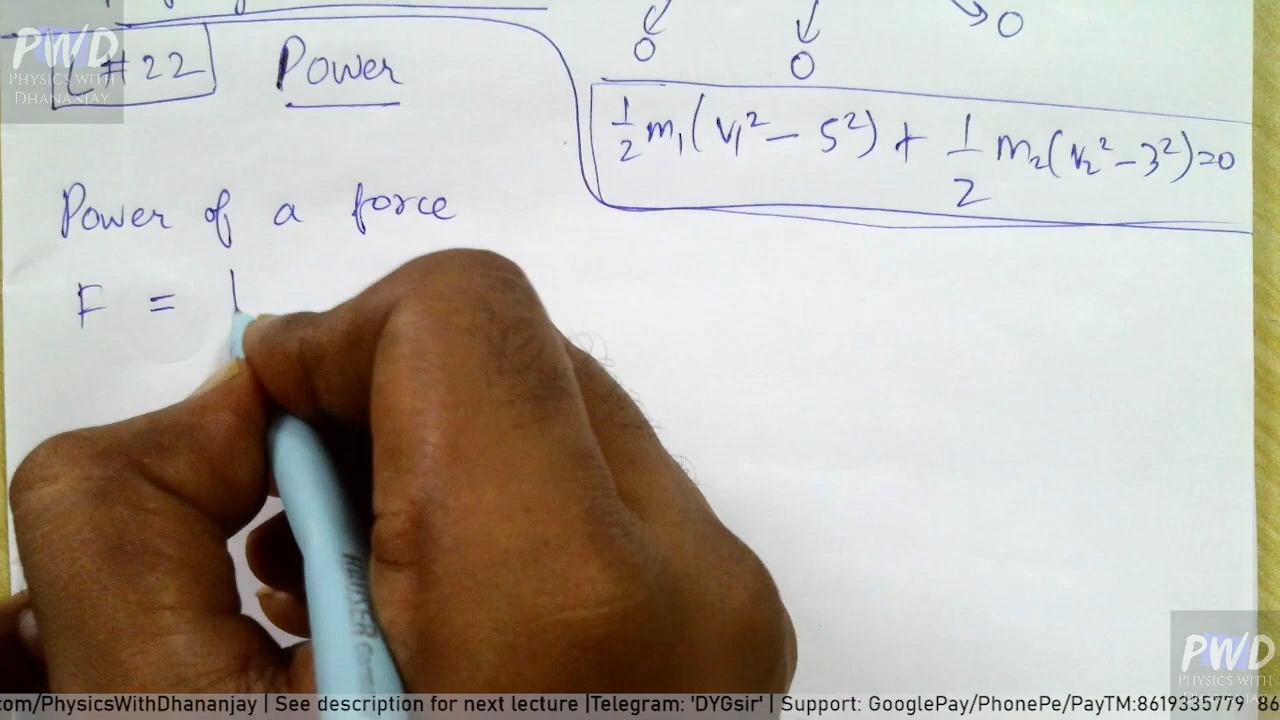 PWD
PHYSICS WITH
DHANANJAY
L # 22
Power
0
0
0
½ m₁(v₁² - 5²) + ½ m₂(v₂² - 3²) = 0
Power of a force
F =
PWD
PHYSICS WITH
DHANANJAY
com/PhysicsWithDhananjay | See description for next lecture |Telegram: 'DYGsir' | Support: GooglePay/PhonePe/PayTM:8619335779 86